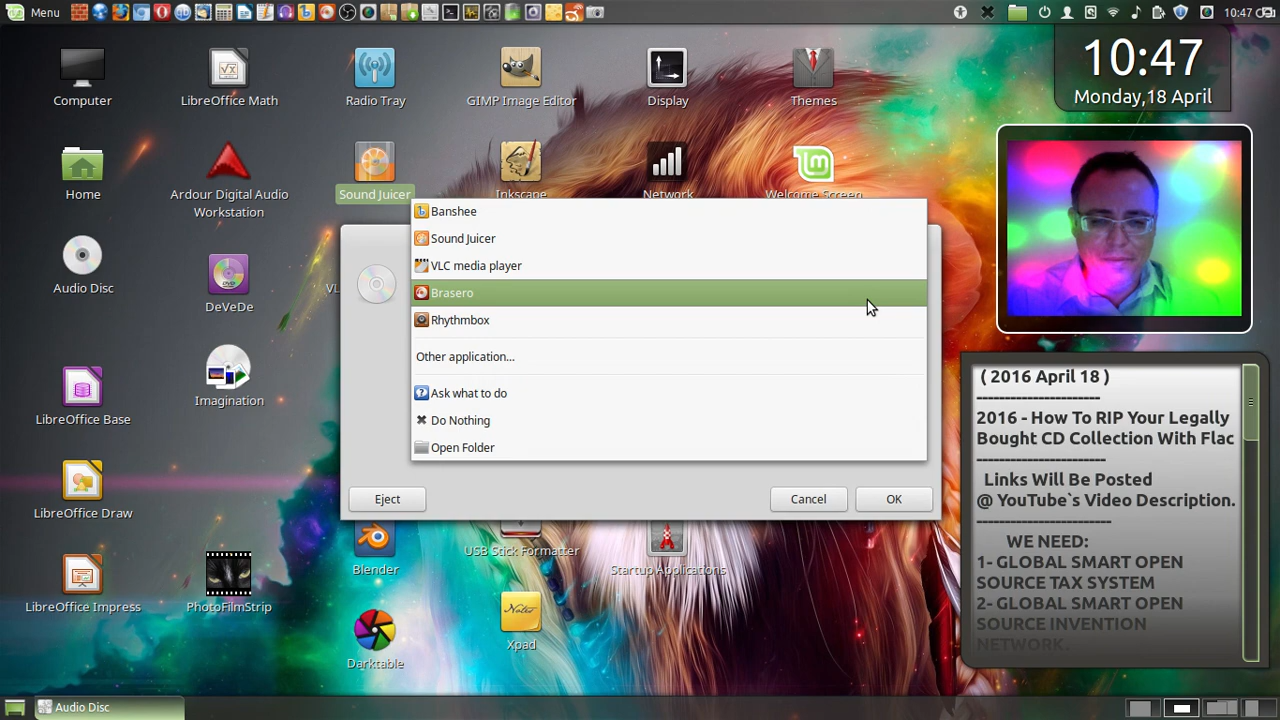 Menu
10:47
10:47
Monday,18 April
Computer
LibreOffice Math
Radio Tray
GIMP Image Editor
Display
Themes
Home
Ardour Digital Audio
Workstation
Sound Juicer
Inkscape
Network
Welcome Screen
Audio Disc
DeVeDe
VL
LibreOffice Base
Imagination
LibreOffice Draw
LibreOffice Impress
PhotoFilmStrip
Banshee
Sound Juicer
VLC media player
Brasero
Rhythmbox
Other application...
Ask what to do
Do Nothing
Open Folder
Eject
Cancel
OK
Blender
USB Stick Formatter
Startup Applications
Darktable
Notes
Xpad
( 2016 April 18 )
----------------------
2016 - How To RIP Your Legally
Bought CD Collection With Flac
-----------------------
Links Will Be Posted
@ YouTube`s Video Description.
------------------------
WE NEED:
1- GLOBAL SMART OPEN
SOURCE TAX SYSTEM
2- GLOBAL SMART OPEN
SOURCE INVENTION
NETWORK.
Audio Disc